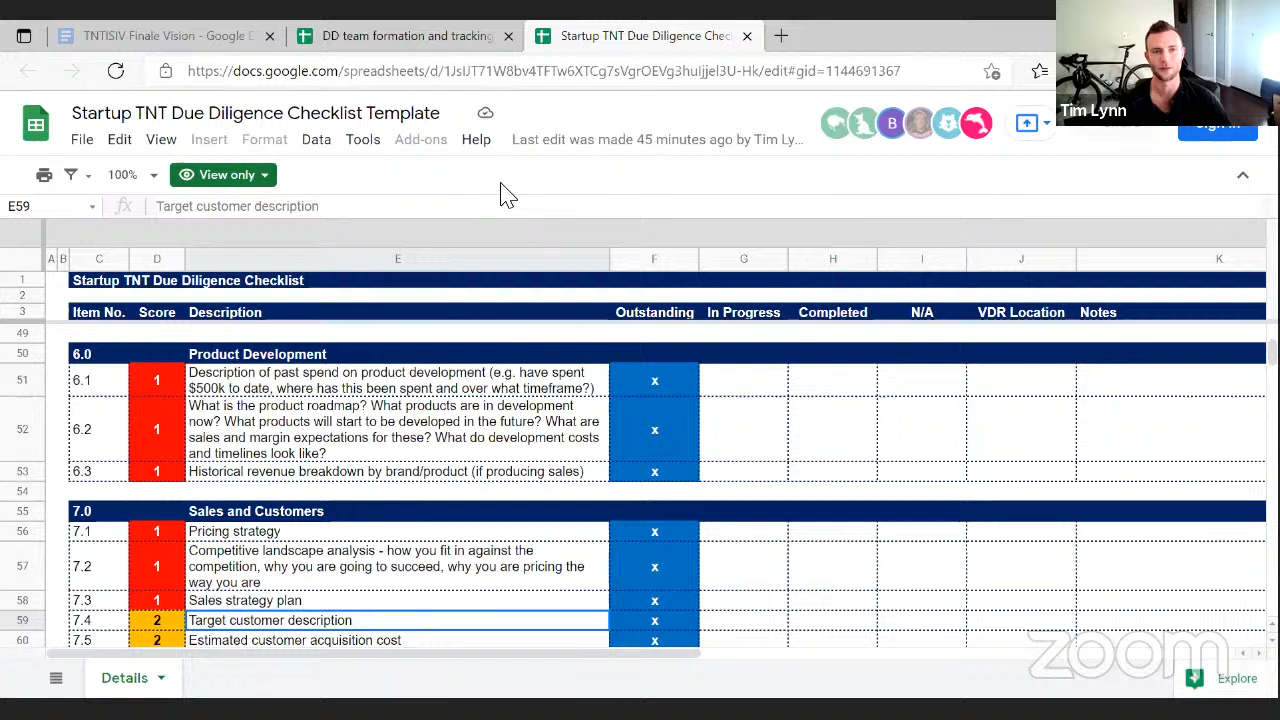 TNTISIV Finale Vision - Google D
DD team formation and tracking
Startup TNT Due Diligence Chec
Tim Lynn
Startup TNT Due Diligence Checklist Template
File Edit View Insert Format Data Tools Add-ons Help Last edit was made 45 minutes ago by Tim Ly...
B
Sign in
100% View only
E59 fx Target customer description
A B C D E F G H I J K
1 Startup TNT Due Diligence Checklist
2
3 Item No. Score Description Outstanding In Progress Completed N/A VDR Location Notes
49
50 6.0 Product Development
51 6.1 1 Description of past spend on product development (e.g. have spent
$500k to date, where has this been spent and over what timeframe?) x
52 6.2 1 What is the product roadmap? What products are in development
now? What products will start to be developed in the future? What are
sales and margin expectations for these? What do development costs
and timelines look like? x
53 6.3 1 Historical revenue breakdown by brand/product (if producing sales) x
54
55 7.0 Sales and Customers
56 7.1 1 Pricing strategy x
57 7.2 1 Competitive landscape analysis - how you fit in against the
competition, why you are going to succeed, why you are pricing the
way you are x
58 7.3 1 Sales strategy plan x
59 7.4 2 Target customer description x
60 7.5 2 Estimated customer acquisition cost x
zoom
Details
Explore